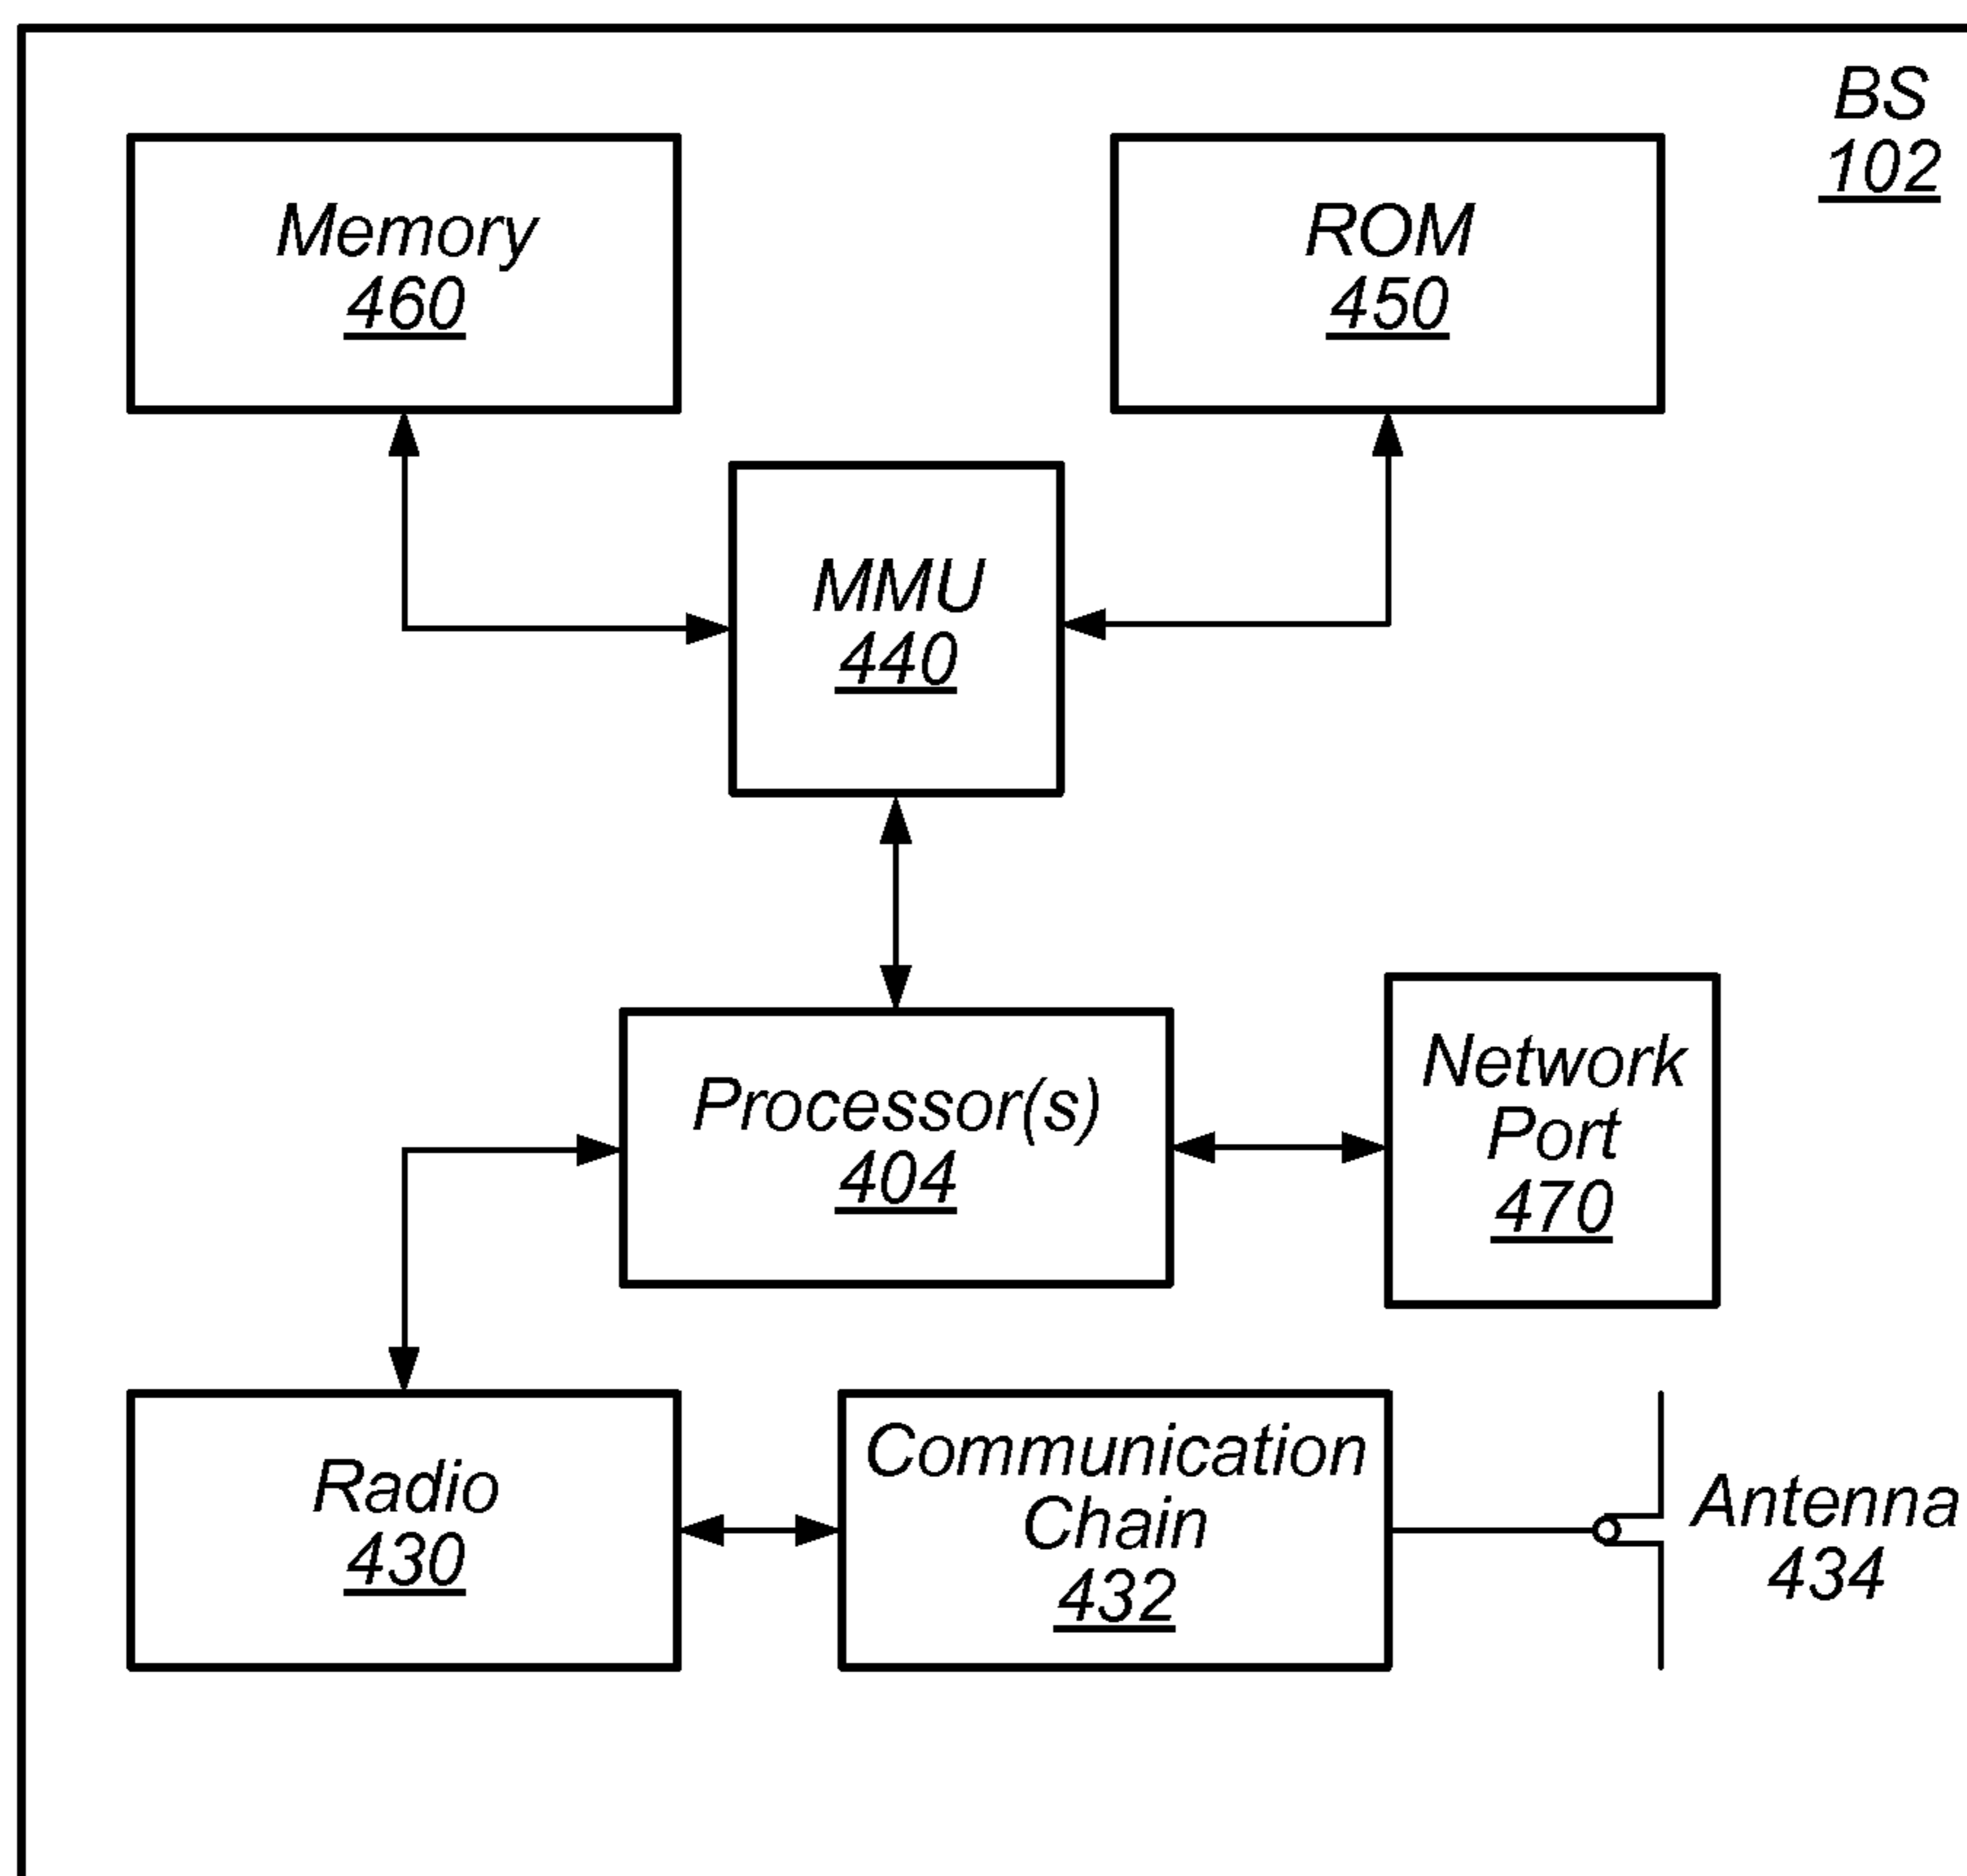 BS
102
Memory
460
ROM
450
MMU
440
Processor(s)
404
Network
Port
470
Radio
430
Communication
Chain
432
Antenna
434